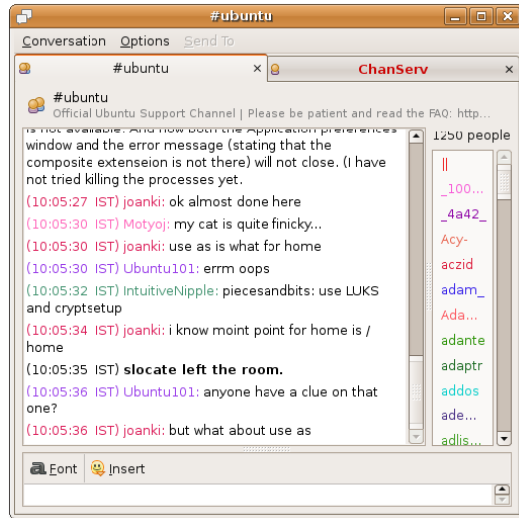 #ubuntu
Conversation Options Send To
#ubuntu
ChanServ
#ubuntu
Official Ubuntu Support Channel | Please be patient and read the FAQ: http...
is not available. And now both the Application preferences
window and the error message (stating that the
composite extenseion is not there) will not close. (I have
not tried killing the processes yet.
(10:05:27 IST) joanki: ok almost done here
(10:05:30 IST) Motyoj: my cat is quite finicky...
(10:05:30 IST) joanki: use as is what for home
(10:05:30 IST) Ubuntu101: errm oops
(10:05:32 IST) IntuitiveNipple: piecesandbits: use LUKS
and cryptsetup
(10:05:34 IST) joanki: i know moint point for home is /
home
(10:05:35 IST) slocate left the room.
(10:05:36 IST) Ubuntu101: anyone have a clue on that
one?
(10:05:36 IST) joanki: but what about use as
1250 people
||
_100...
_4a42_
Acy-
aczid
adam_
Ada...
adante
adaptr
addos
ade...
adlis...
Font Insert